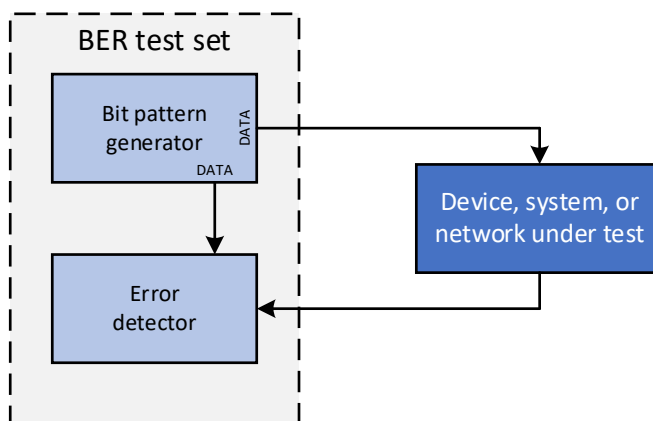 BER test set
Bit pattern
generator
DATA
DATA
Device, system, or
network under test
Error
detector